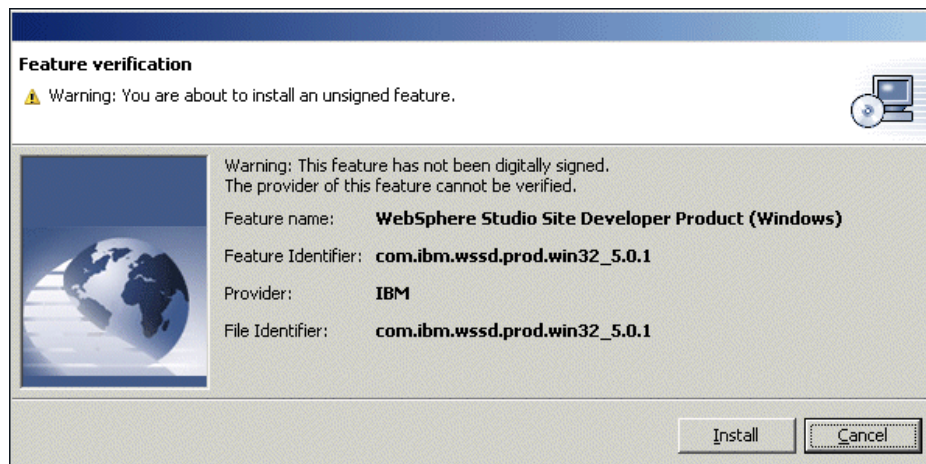 Feature verification
Warning: You are about to install an unsigned feature.
Warning: This feature has not been digitally signed.
The provider of this feature cannot be verified.
Feature name: WebSphere Studio Site Developer Product (Windows)
Feature Identifier: com.ibm.wssd.prod.win32_5.0.1
Provider: IBM
File Identifier: com.ibm.wssd.prod.win32_5.0.1
Install Cancel